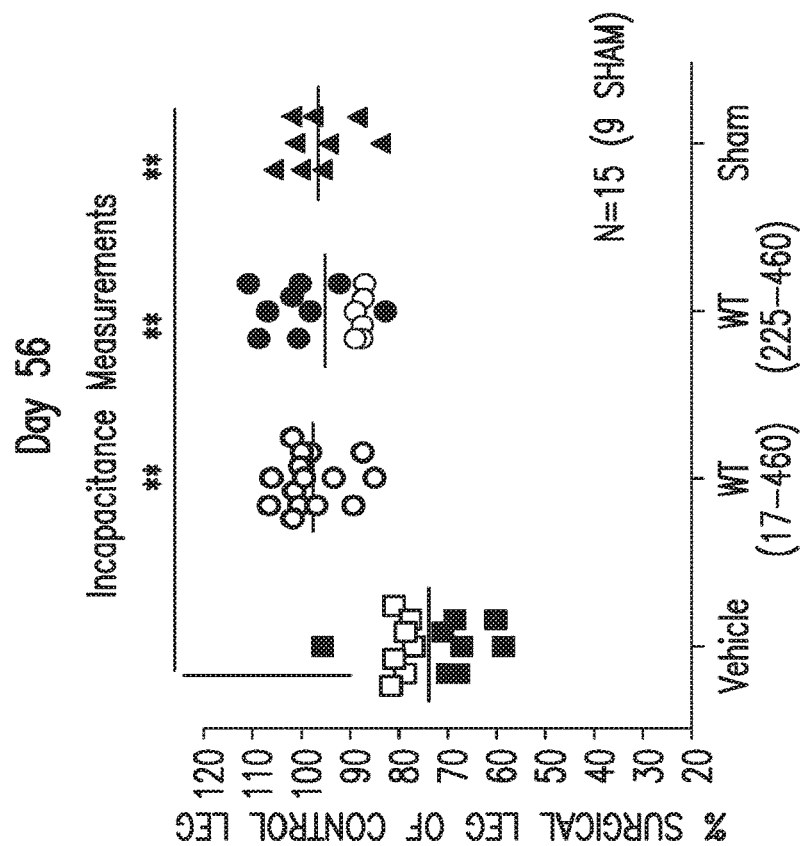 Day 56
Incapacitance Measurements
**
**
**
% SURGICAL LEG OF CONTROL LEG
120
110
100
90
80
70
60
50
40
30
20
N=15 (9 SHAM)
Vehicle
WT
(17–460)
WT
(225–460)
Sham